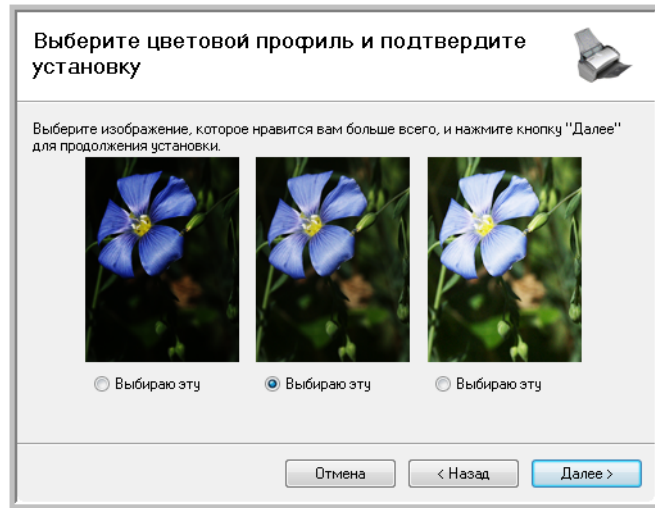 Выберите цветовой профиль и подтвердите
установку
Выберите изображение, которое нравится вам больше всего, и нажмите кнопку "Далее"
для продолжения установки.
Выбираю эту
Выбираю эту
Выбираю эту
Отмена
< Назад
Далее >